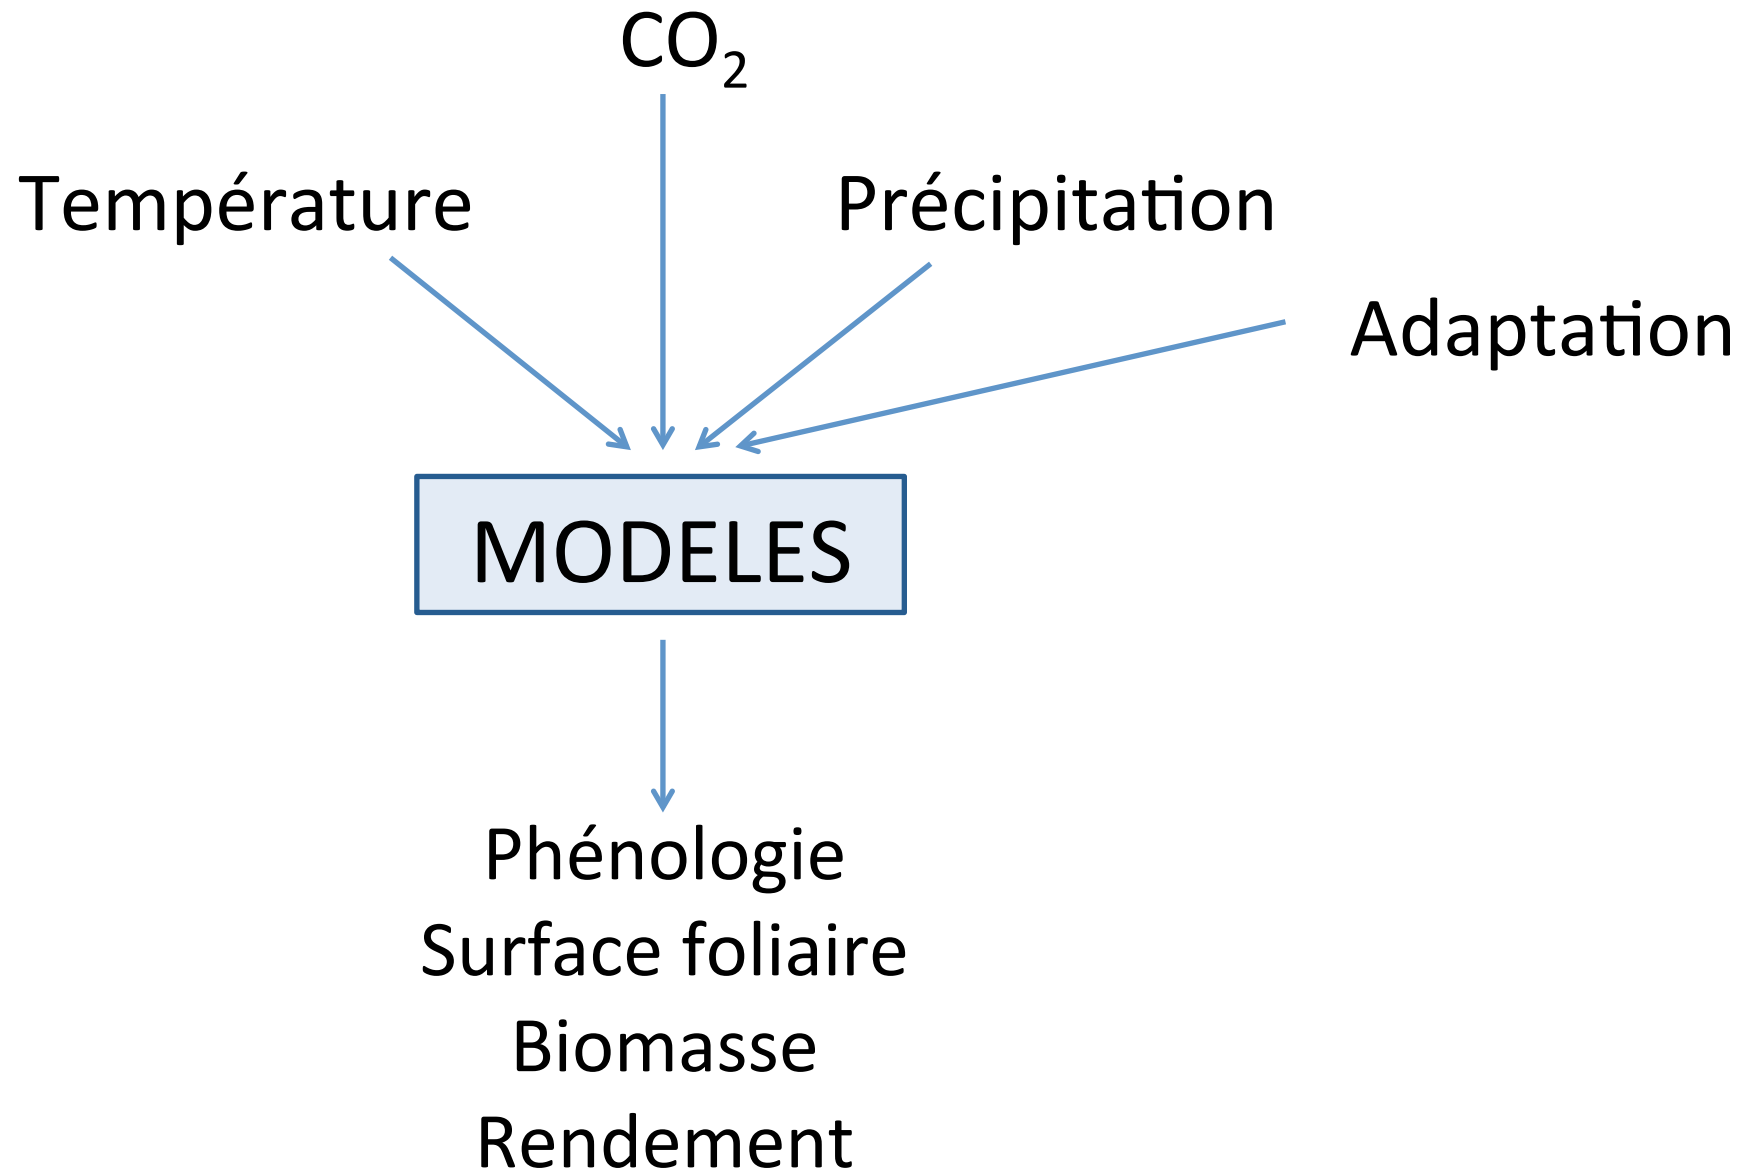 CO₂
Température
Précipitation
Adaptation
MODELES
Phénologie
Surface foliaire
Biomasse
Rendement